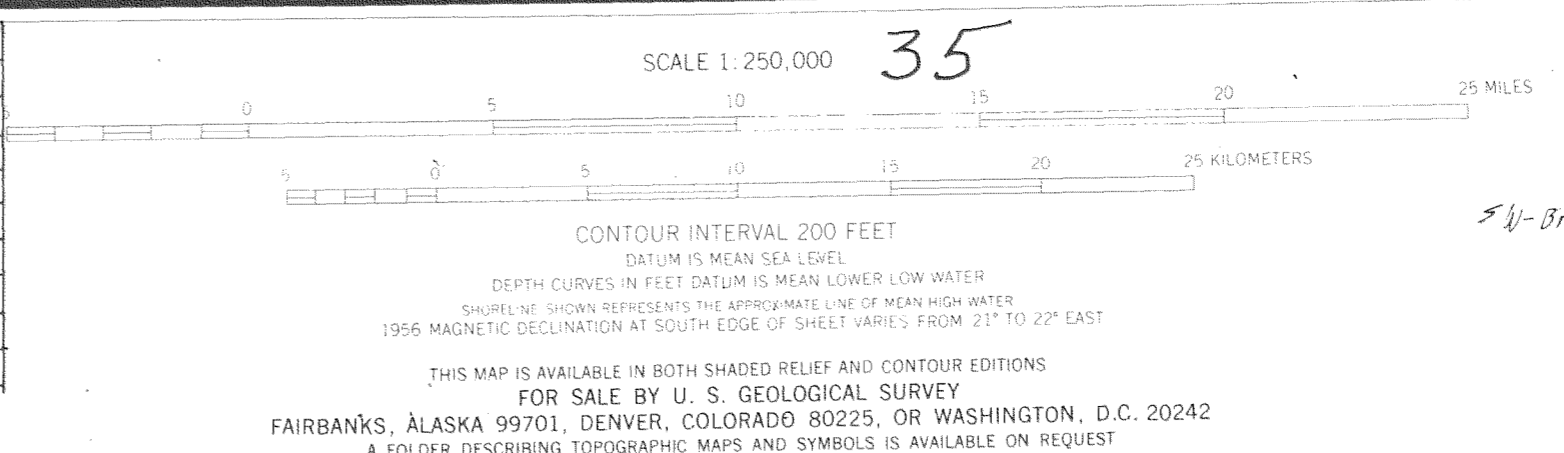 SCALE 1:250,000 35
5 0 5 10 15 20 25 MILES
5 0 5 10 15 20 25 KILOMETERS
CONTOUR INTERVAL 200 FEET
DATUM IS MEAN SEA LEVEL
DEPTH CURVES IN FEET DATUM IS MEAN LOWER LOW WATER
SHORELINE SHOWN REPRESENTS THE APPROXIMATE LINE OF MEAN HIGH WATER
1956 MAGNETIC DECLINATION AT SOUTH EDGE OF SHEET VARIES FROM 21° TO 22° EAST
THIS MAP IS AVAILABLE IN BOTH SHADED RELIEF AND CONTOUR EDITIONS
FOR SALE BY U. S. GEOLOGICAL SURVEY
FAIRBANKS, ALASKA 99701, DENVER, COLORADO 80225, OR WASHINGTON, D.C. 20242
A FOLDER DESCRIBING TOPOGRAPHIC MAPS AND SYMBOLS IS AVAILABLE ON REQUEST